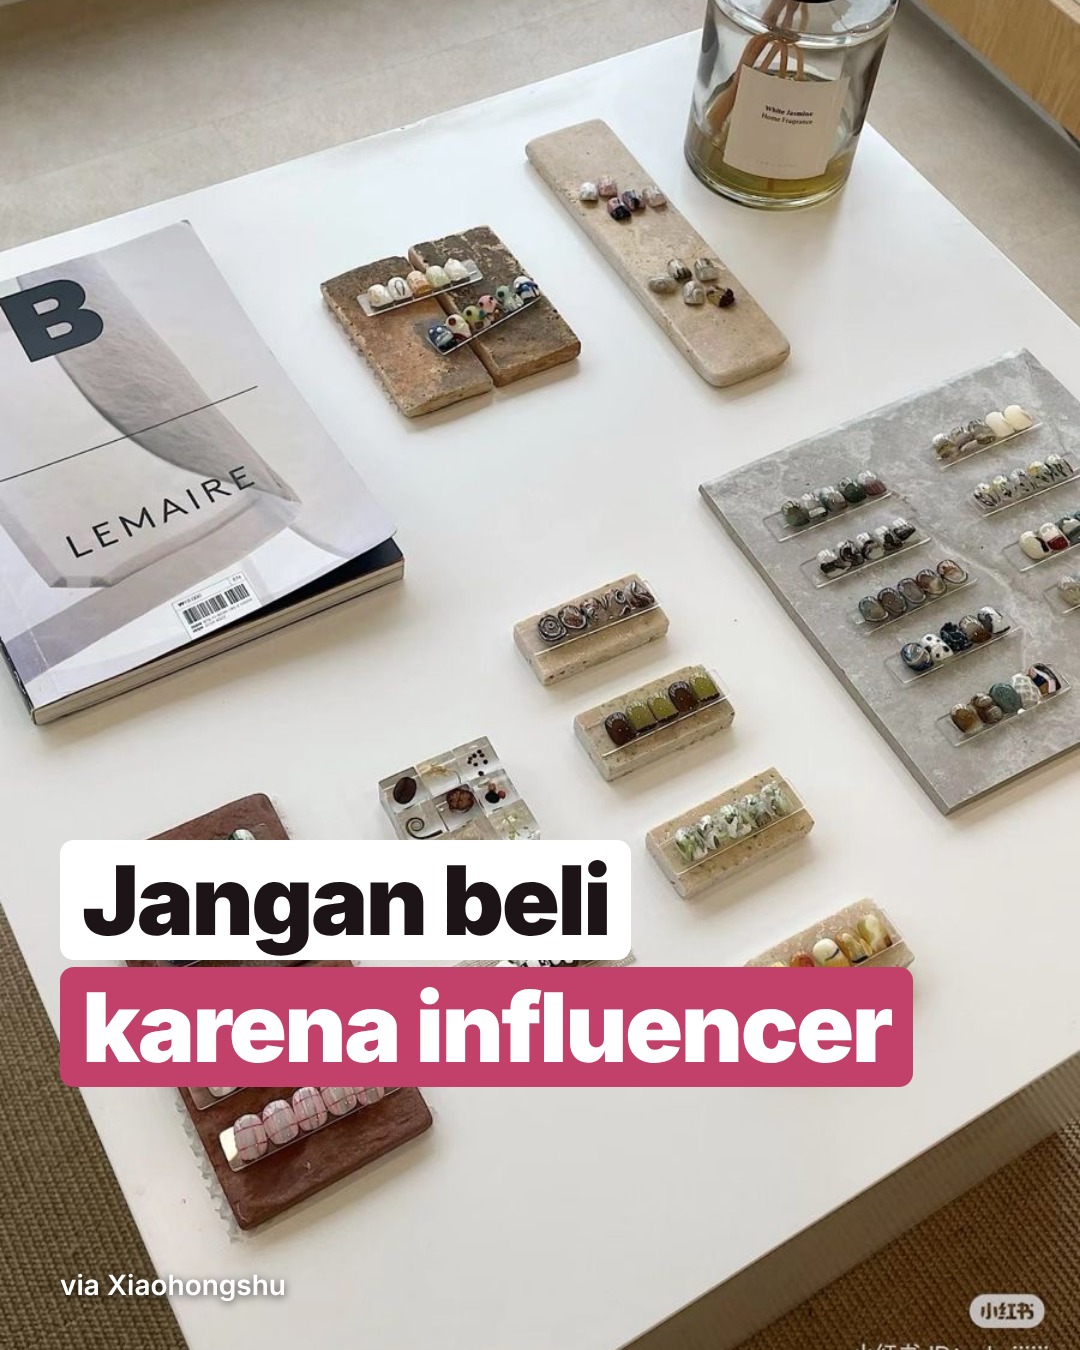 White Jasmine
Home Fragrance
B
LEMAIRE
Jangan beli
karena influencer
via Xiaohongshu
小红书